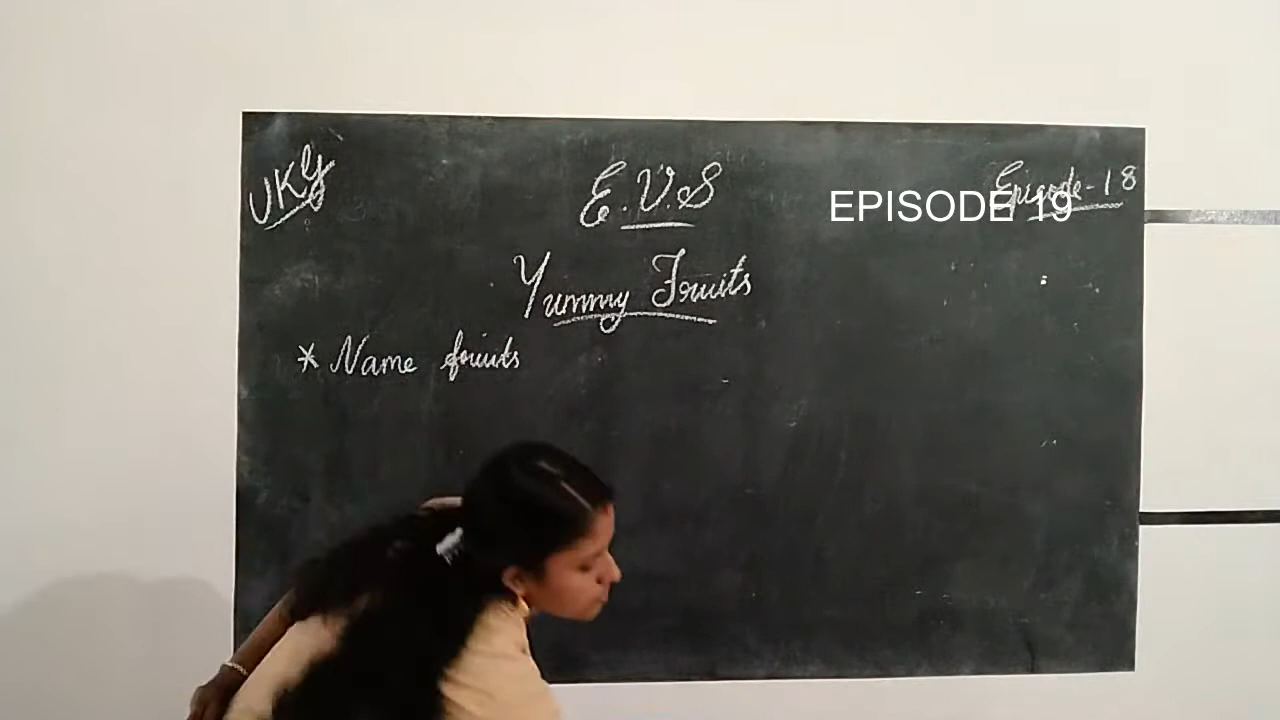 UKG
E.V.S
Episode-18
EPISODE 19
Yummy Fruits
* Name fruits